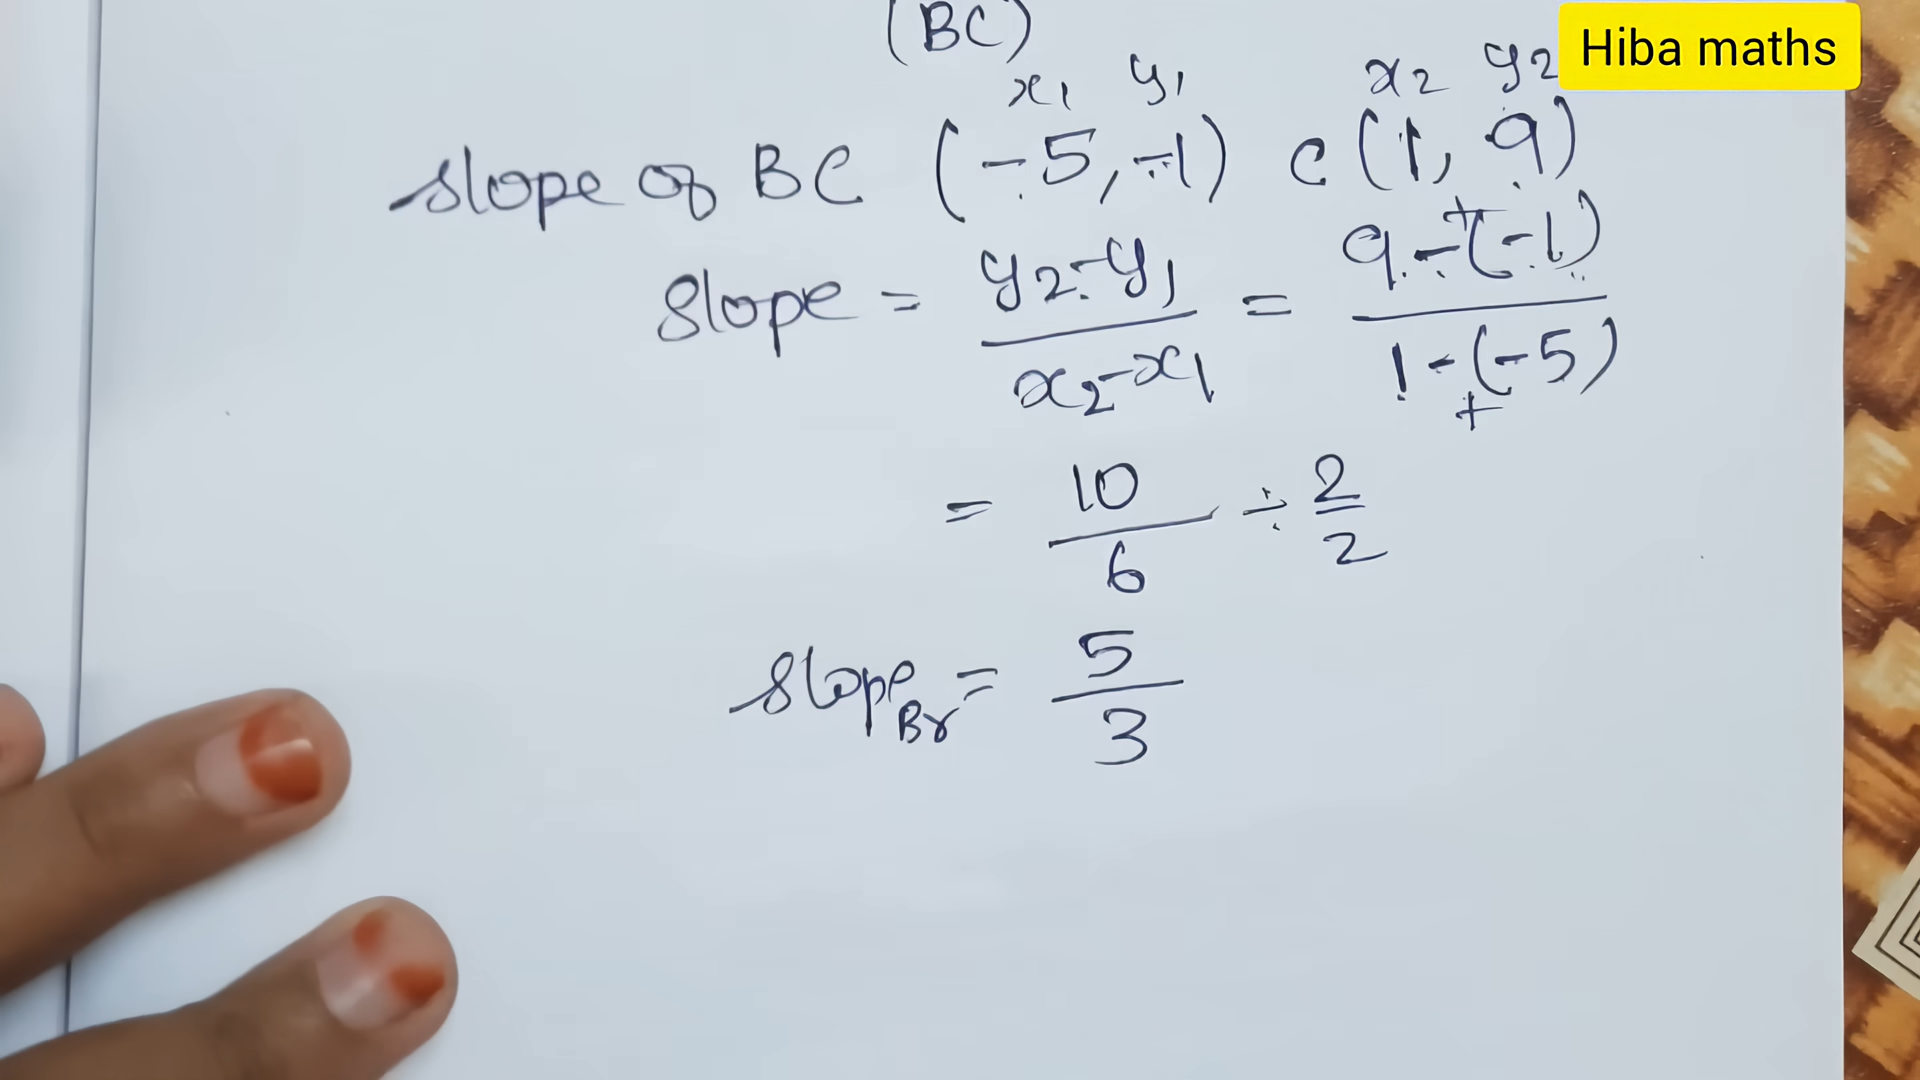 (BC)
Hiba maths
x1 y1 x2 y2
slope of BC (-5, -1) C (1, 9)
slope = y2-y1 / x2-x1 = 9-(-1) / 1-(-5)
+
+
= 10/6 ÷ 2/2
slope Br = 5/3